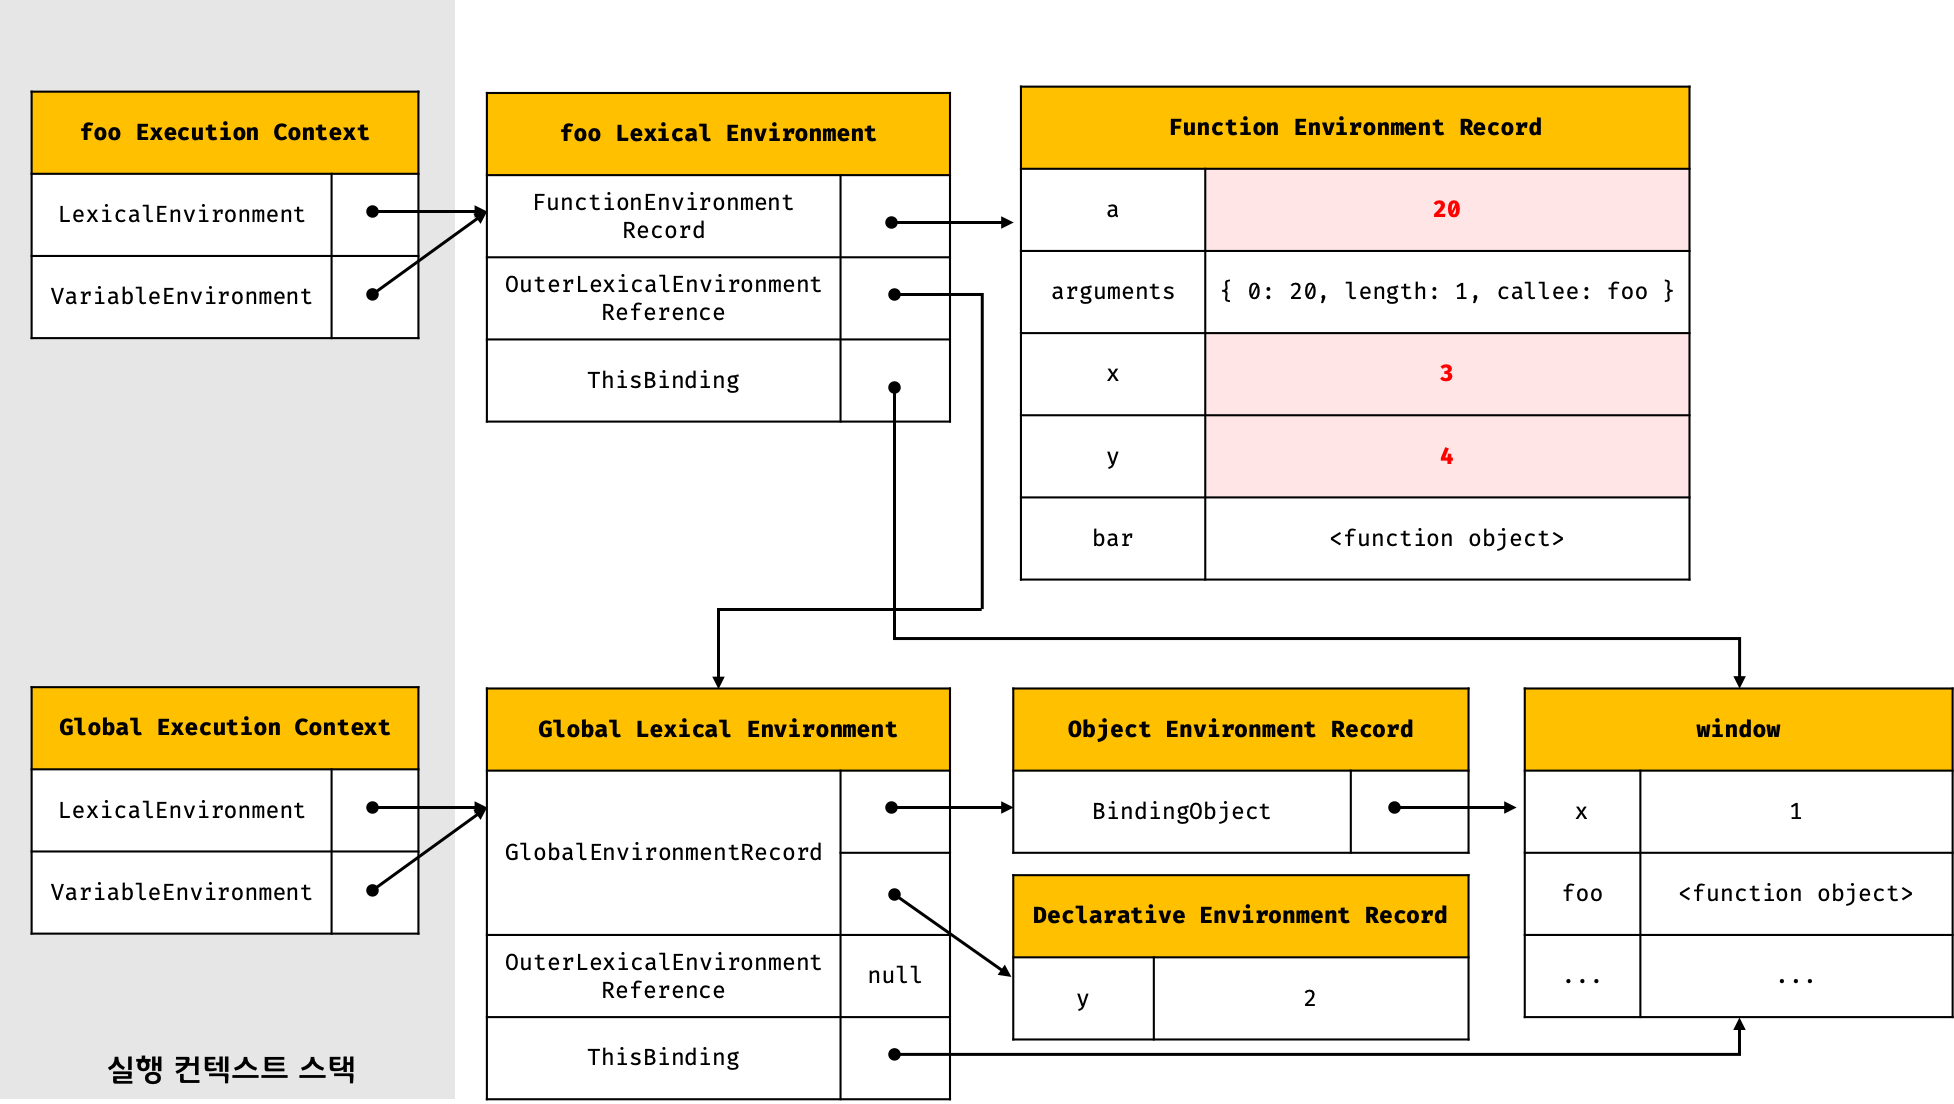 foo Execution Context
LexicalEnvironment
VariableEnvironment
foo Lexical Environment
FunctionEnvironment
Record
OuterLexicalEnvironment
Reference
ThisBinding
Function Environment Record
a 20
arguments { 0: 20, length: 1, callee: foo }
x 3
y 4
bar <function object>
Global Execution Context
LexicalEnvironment
VariableEnvironment
Global Lexical Environment
GlobalEnvironmentRecord
OuterLexicalEnvironment
Reference
null
ThisBinding
Object Environment Record
BindingObject
Declarative Environment Record
y 2
window
x 1
foo <function object>
... ...
실행 컨텍스트 스택